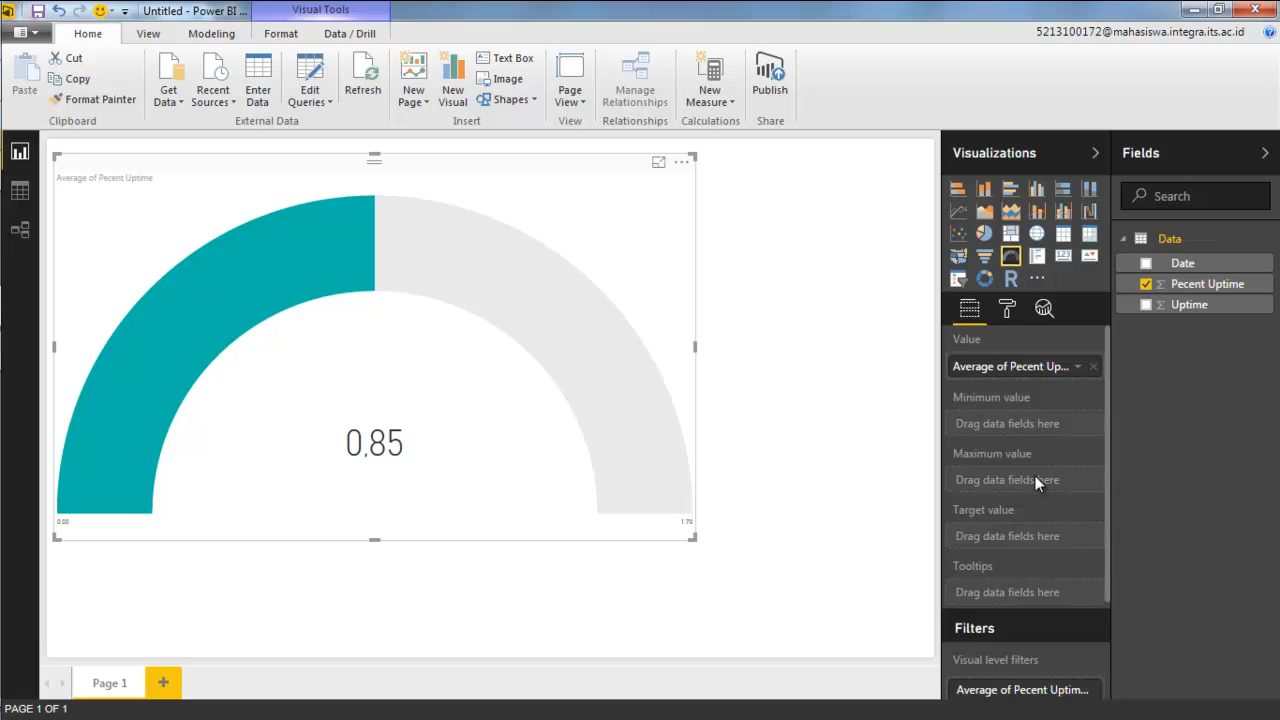 Untitled - Power BI ...
Visual Tools
Home
View
Modeling
Format
Data / Drill
5213100172@mahasiswa.integra.its.ac.id
Paste
Cut
Copy
Format Painter
Clipboard
Get Data
Recent Sources
Enter Data
Edit Queries
External Data
Refresh
New Page
New Visual
Text Box
Image
Shapes
Insert
Page View
View
Manage Relationships
Relationships
New Measure
Calculations
Publish
Share
Average of Pecent Uptime
0,85
0.00
1.70
Visualizations
123
R
Value
Average of Pecent Up...
Minimum value
Drag data fields here
Maximum value
Drag data fields here
Target value
Drag data fields here
Tooltips
Drag data fields here
Filters
Visual level filters
Average of Pecent Uptim...
Fields
Search
Data
Date
Σ Pecent Uptime
Σ Uptime
Page 1
PAGE 1 OF 1